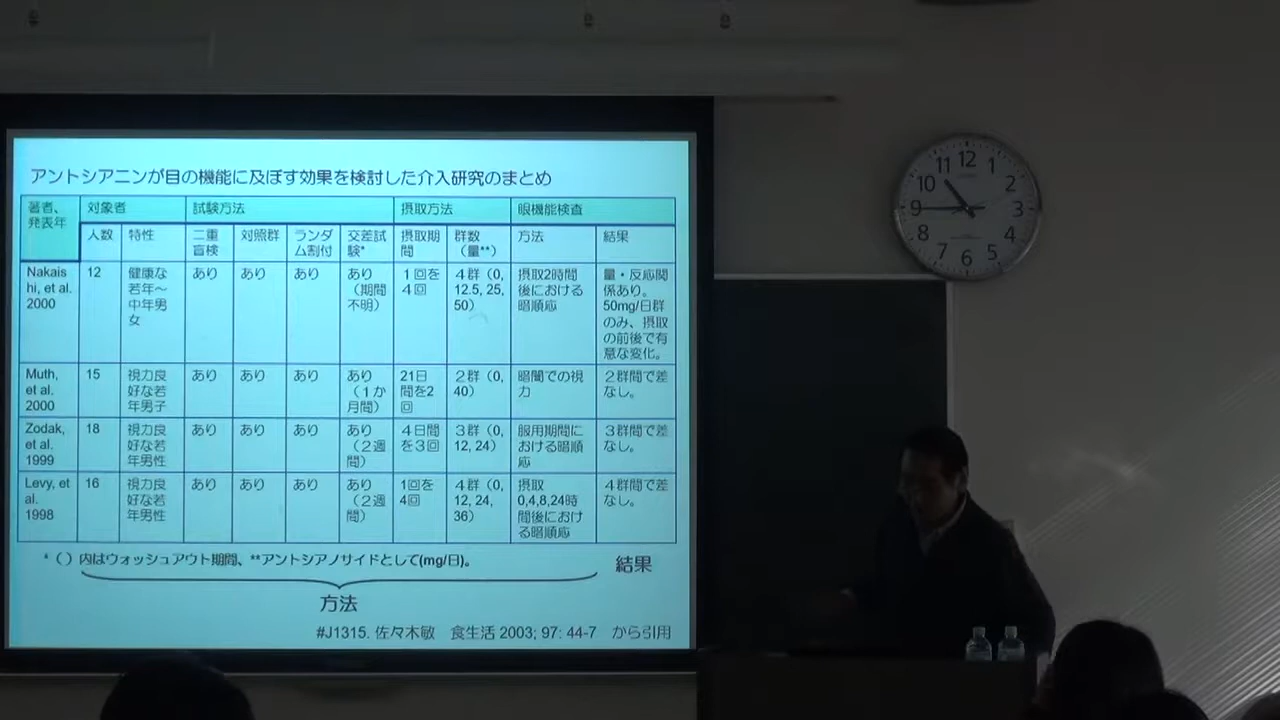 アントシアニンが目の機能に及ぼす効果を検討した介入研究のまとめ
著者、
発表年
対象者
試験方法
摂取方法
眼機能検査
人数
特性
二重
盲検
対照群
ランダ
ム割付
交差試
験*
摂取期
間
群数
（量**）
方法
結果
Nakais
hi, et al.
2000
12
健康な
若年～
中年男
女
あり
あり
あり
あり
（期間
不明）
1回を
4回
4群（0,
12.5, 25,
50）
摂取2時間
後における
暗順応
量・反応関
係あり。
50mg/日群
のみ、摂取
の前後で有
意な変化。
Muth,
et al.
2000
15
視力良
好な若
年男子
あり
あり
あり
あり
（1か
月間）
21日
間を2
回
2群（0,
40）
暗闇での視
力
2群間で差
なし。
Zodak,
et al.
1999
18
視力良
好な若
年男性
あり
あり
あり
あり
（2週
間）
4日間
を3回
3群（0,
12, 24）
服用期間に
おける暗順
応
3群間で差
なし。
Levy, et
al.
1998
16
視力良
好な若
年男性
あり
あり
あり
あり
（2週
間）
1回を
4回
4群（0,
12, 24,
36）
摂取
0,4,8,24時
間後におけ
る暗順応
4群間で差
なし。
*（ ）内はウォッシュアウト期間、**アントシアノサイドとして(mg/日)。
結果
方法
#J1315. 佐々木敏　食生活 2003; 97: 44-7　から引用
12
1
2
3
4
5
6
7
8
9
10
11